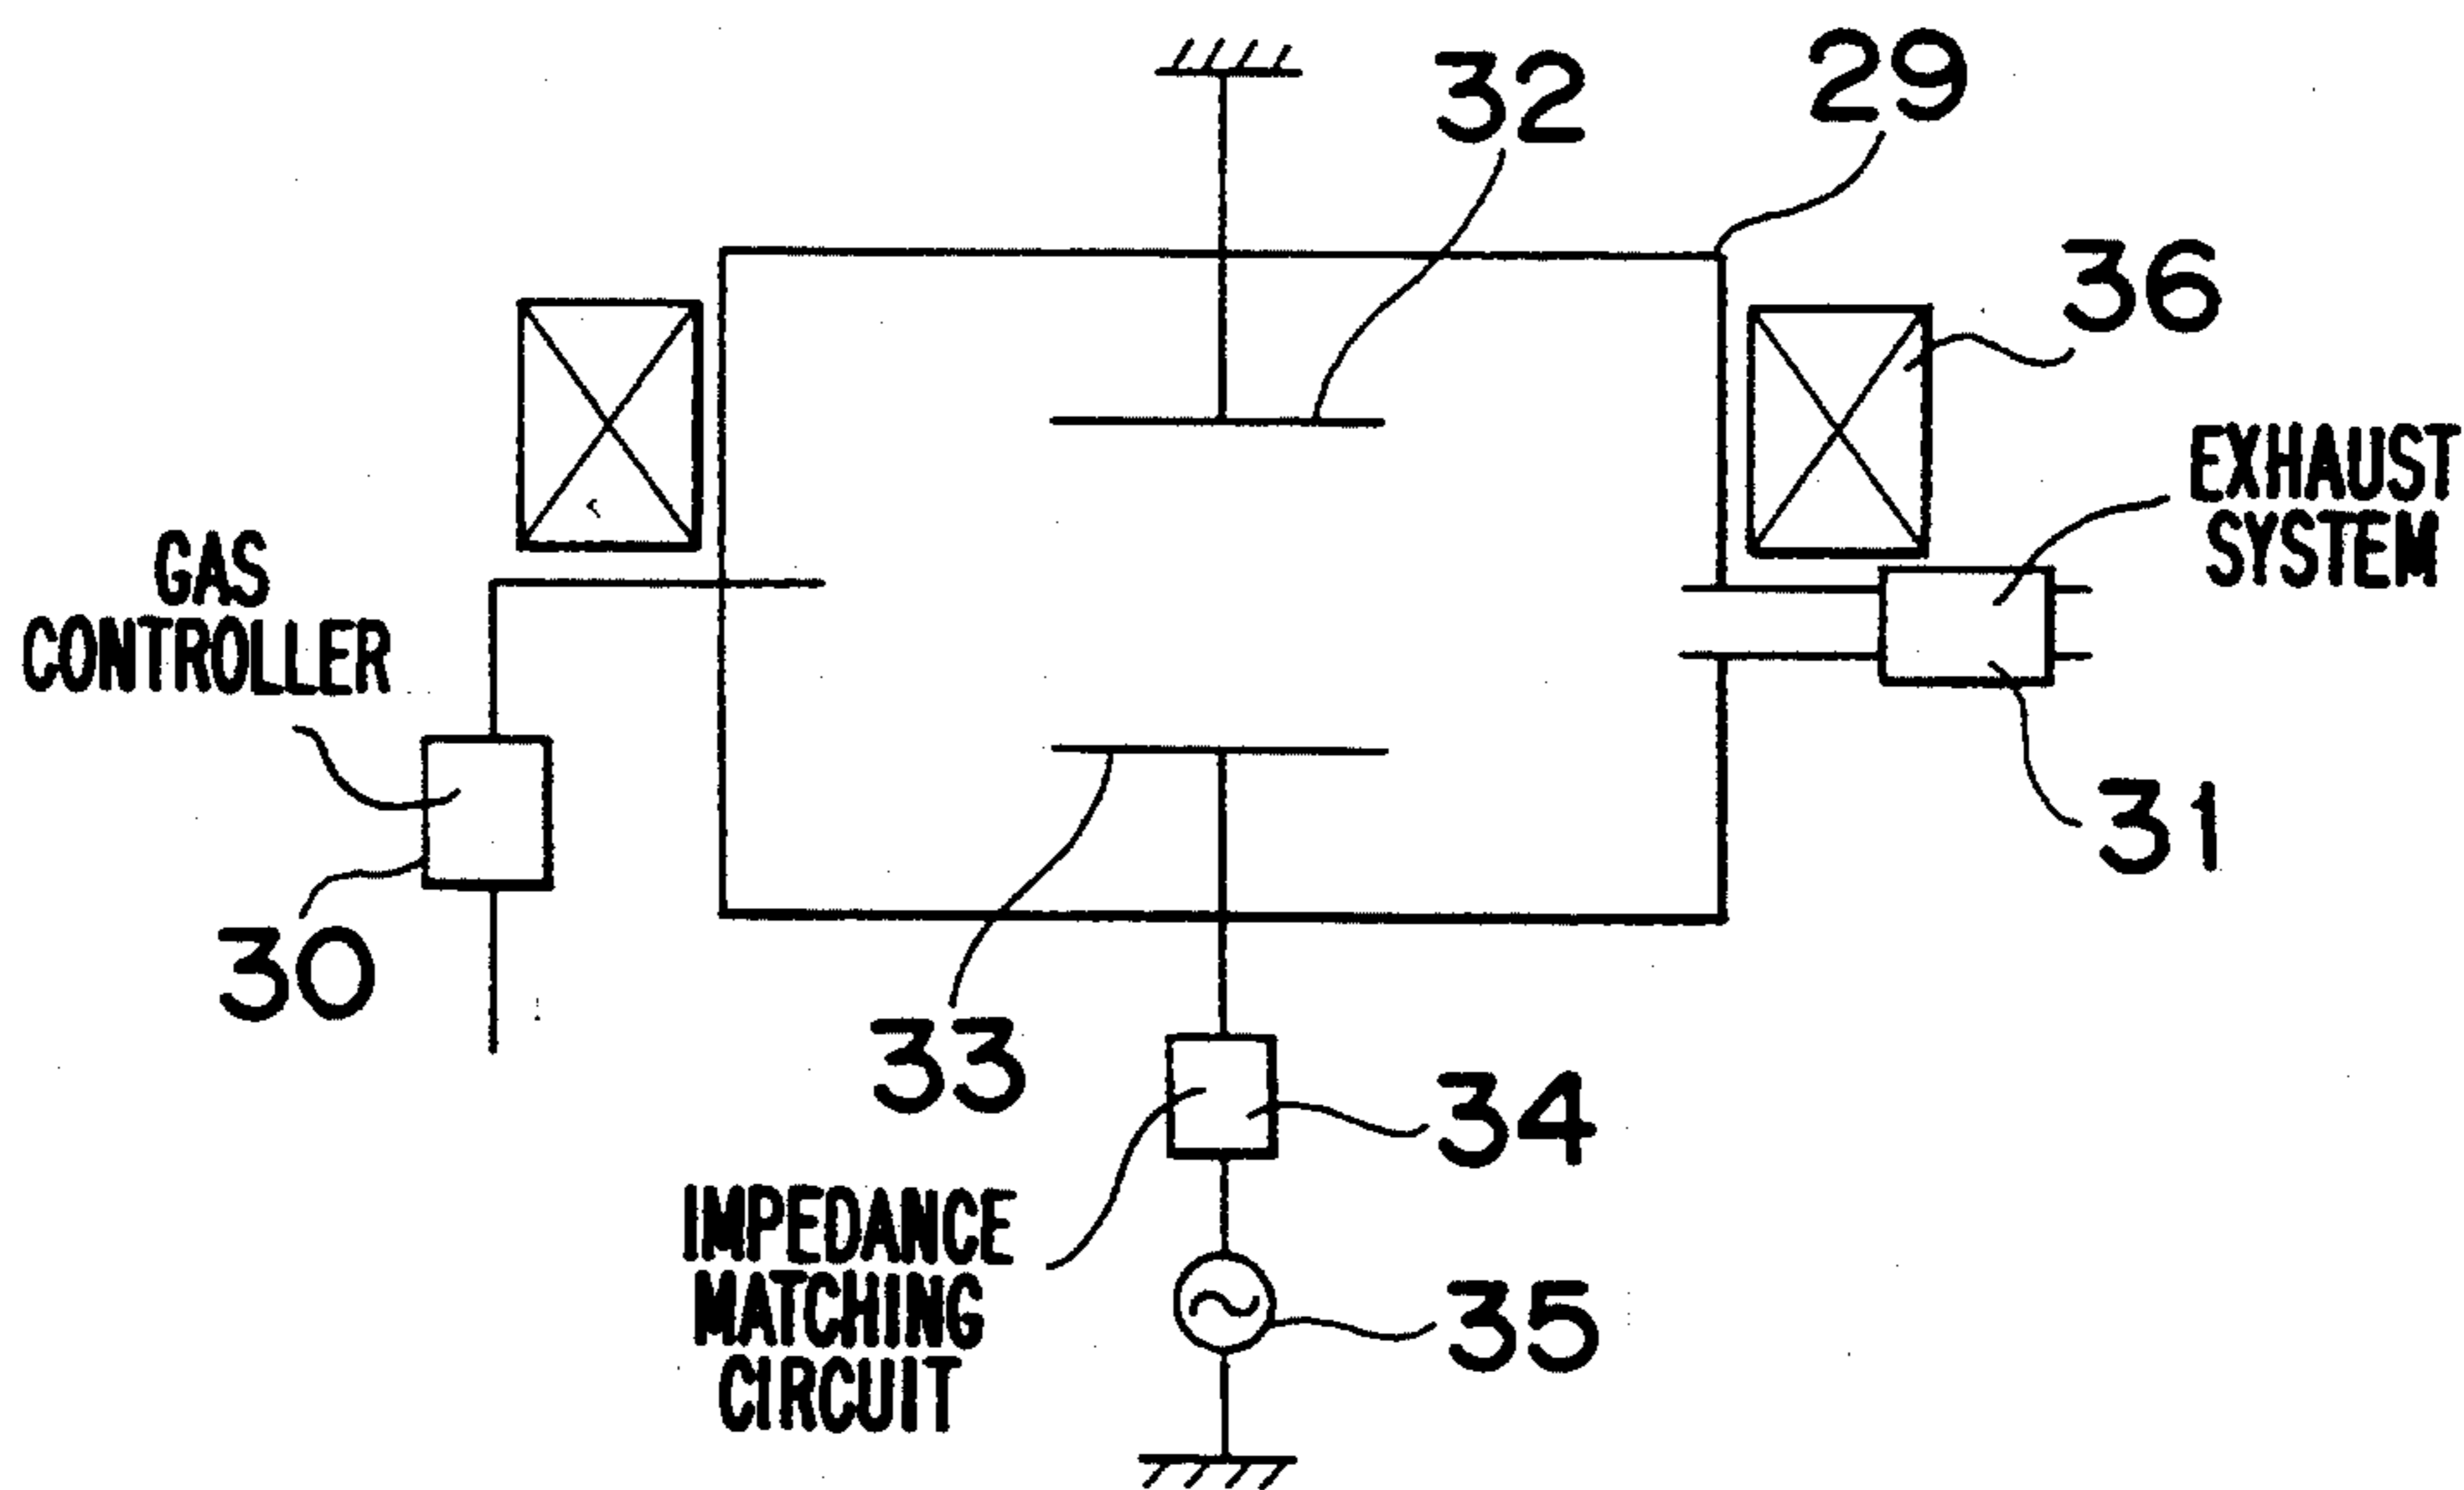 32
29
36
EXHAUST
SYSTEM
GAS
CONTROLLER
31
30
33
34
IMPEDANCE
MATCHING
CIRCUIT
35